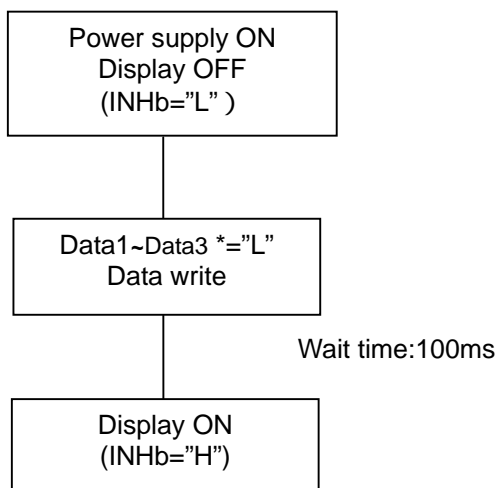 Power supply ON
Display OFF
(INHb=”L” )
Data1~Data3 *=”L”
Data write
Wait time:100ms
Display ON
(INHb=”H”)